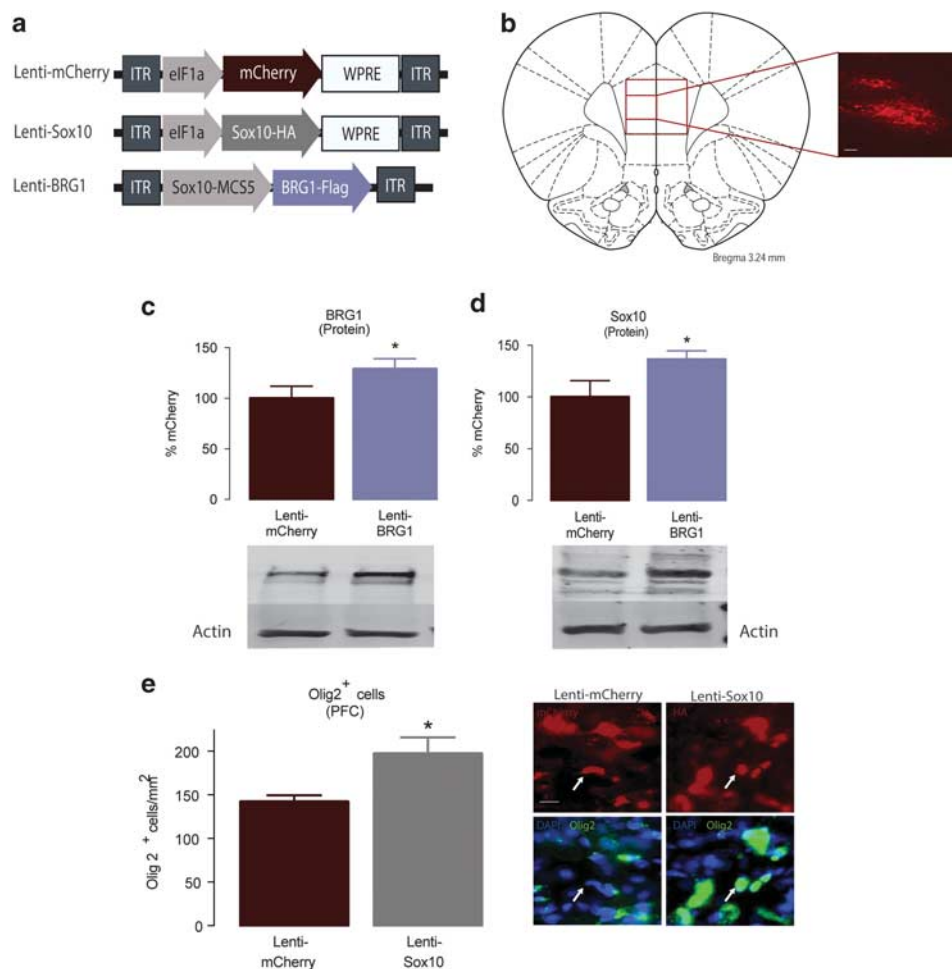 a
Lenti-mCherry ITR eIF1a mCherry WPRE ITR
Lenti-Sox10 ITR eIF1a Sox10-HA WPRE ITR
Lenti-BRG1 ITR Sox10-MCS5 BRG1-Flag ITR
b
Bregma 3.24 mm
c
BRG1
(Protein)
% mCherry
150
100
50
0
*
Lenti-
mCherry
Lenti-
BRG1
Actin
d
Sox10
(Protein)
% mCherry
150
100
50
0
*
Lenti-
mCherry
Lenti-
BRG1
Actin
e
Olig2+ cells
(PFC)
Olig 2 + cells/mm2
200
150
100
50
0
*
Lenti-
mCherry
Lenti-
Sox10
Lenti-mCherry
Lenti-Sox10
mCherry
HA
DAPI Olig2
DAPI Olig2